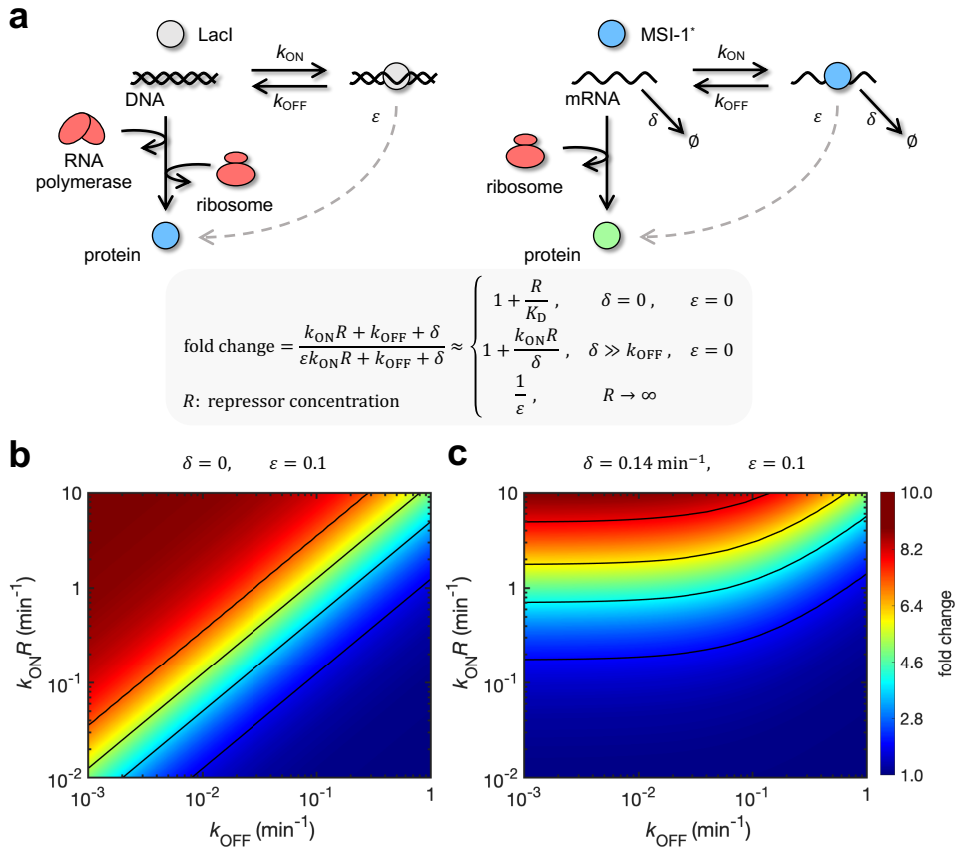 a
LacI
k_ON
k_OFF
DNA
ε
RNA
polymerase
ribosome
protein
MSI-1*
k_ON
k_OFF
mRNA
δ
ε
δ
∅
∅
ribosome
protein
fold change = (k_ON R + k_OFF + δ) / (εk_ON R + k_OFF + δ) ≈
1 + R/K_D , δ = 0 , ε = 0
1 + k_ON R/δ , δ ≫ k_OFF , ε = 0
1/ε , R → ∞
R: repressor concentration
b
δ = 0, ε = 0.1
10
1
10⁻¹
10⁻²
k_ON R (min⁻¹)
10⁻³
10⁻²
10⁻¹
1
k_OFF (min⁻¹)
c
δ = 0.14 min⁻¹, ε = 0.1
10
1
10⁻¹
10⁻²
k_ON R (min⁻¹)
10⁻³
10⁻²
10⁻¹
1
k_OFF (min⁻¹)
10.0
8.2
6.4
4.6
2.8
1.0
fold change